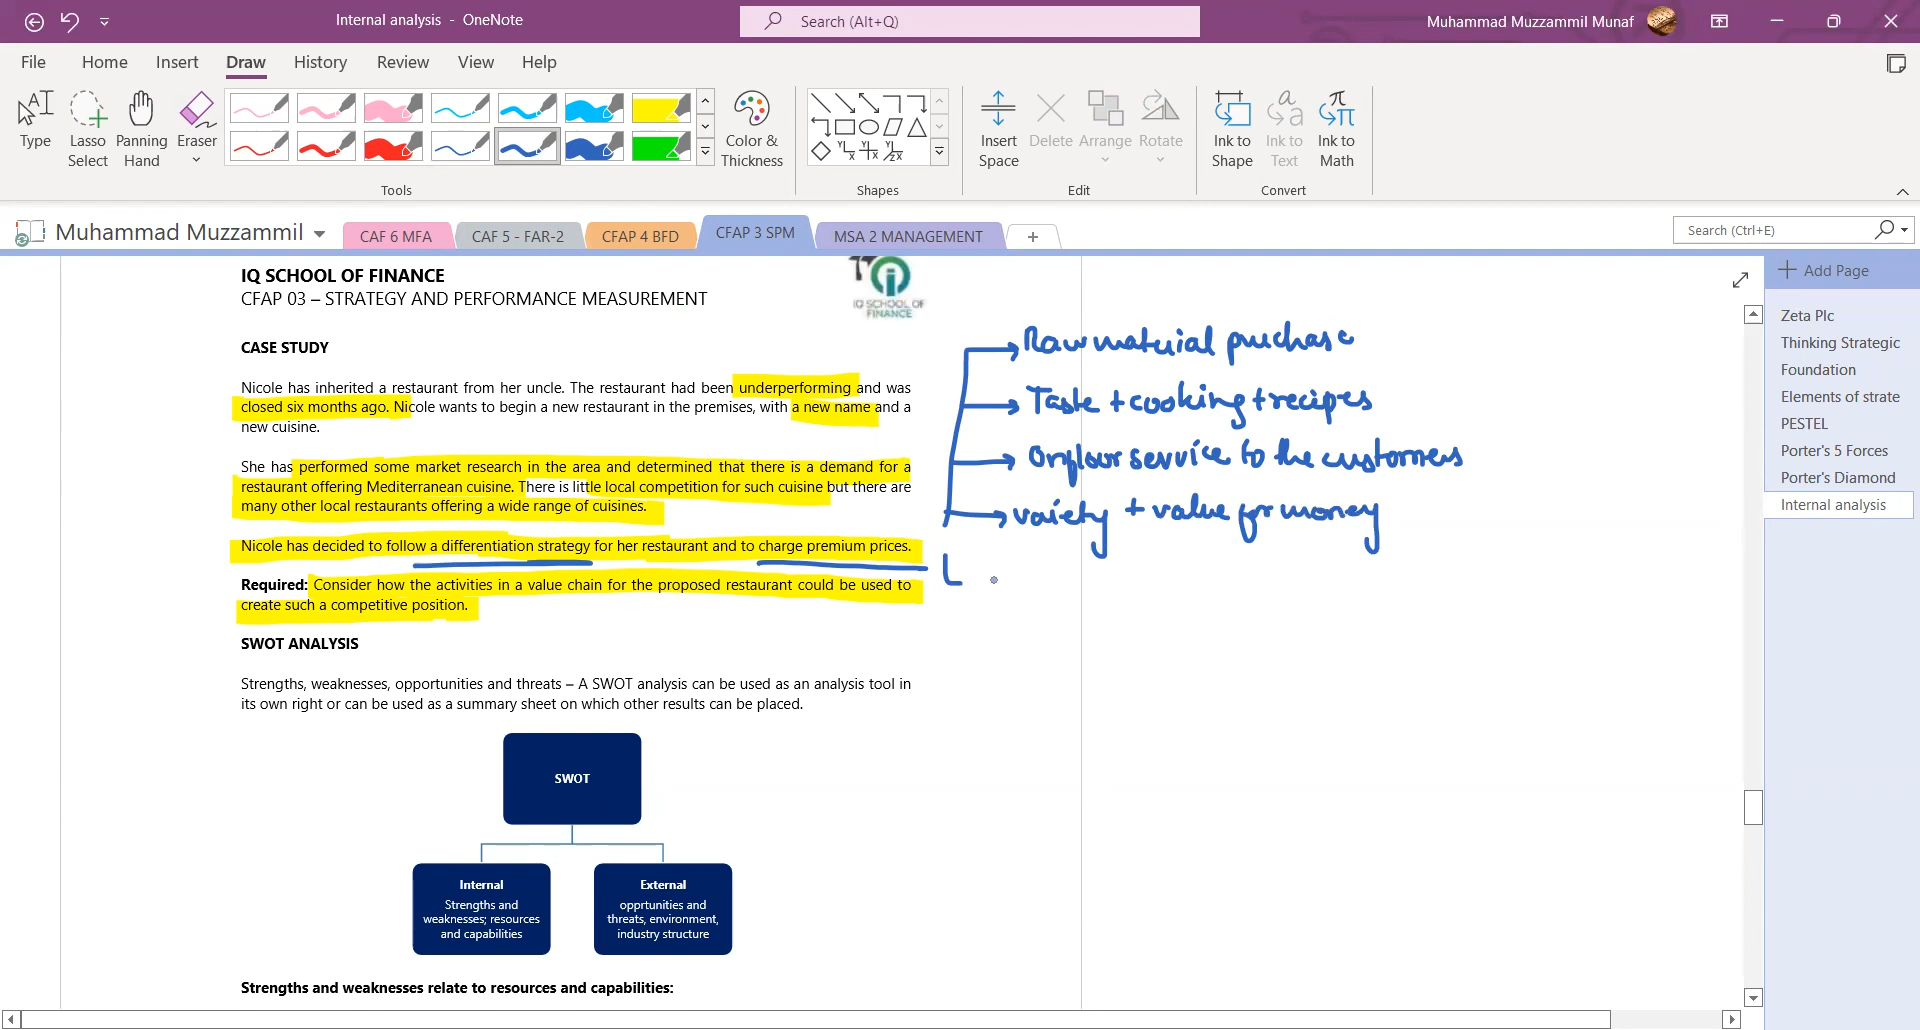 Internal analysis - OneNote
Search (Alt+Q)
Muhammad Muzzammil Munaf
File Home Insert Draw History Review View Help
Type
Lasso Select
Panning Hand
Eraser
Color & Thickness
Insert Space
Delete
Arrange
Rotate
Ink to Shape
Ink to Text
Ink to Math
Tools
Shapes
Edit
Convert
Muhammad Muzzammil
CAF 6 MFA
CAF 5 - FAR-2
CFAP 4 BFD
CFAP 3 SPM
MSA 2 MANAGEMENT
Search (Ctrl+E)
Add Page
Zeta Plc
Thinking Strategic
Foundation
Elements of strate
PESTEL
Porter's 5 Forces
Porter's Diamond
Internal analysis
IQ SCHOOL OF FINANCE
CFAP 03 – STRATEGY AND PERFORMANCE MEASUREMENT
IQ SCHOOL OF
FINANCE
CASE STUDY
Nicole has inherited a restaurant from her uncle. The restaurant had been underperforming and was
closed six months ago. Nicole wants to begin a new restaurant in the premises, with a new name and a
new cuisine.
She has performed some market research in the area and determined that there is a demand for a
restaurant offering Mediterranean cuisine. There is little local competition for such cuisine but there are
many other local restaurants offering a wide range of cuisines.
Nicole has decided to follow a differentiation strategy for her restaurant and to charge premium prices.
Required: Consider how the activities in a value chain for the proposed restaurant could be used to
create such a competitive position.
Raw material
Taste + cooking + recipes
service to the customers
+ value for money
SWOT ANALYSIS
Strengths, weaknesses, opportunities and threats – A SWOT analysis can be used as an analysis tool in
its own right or can be used as a summary sheet on which other results can be placed.
SWOT
Internal
Strengths and
weaknesses; resources
and capabilities
External
opprtunities and
threats, environment,
industry structure
Strengths and weaknesses relate to resources and capabilities: